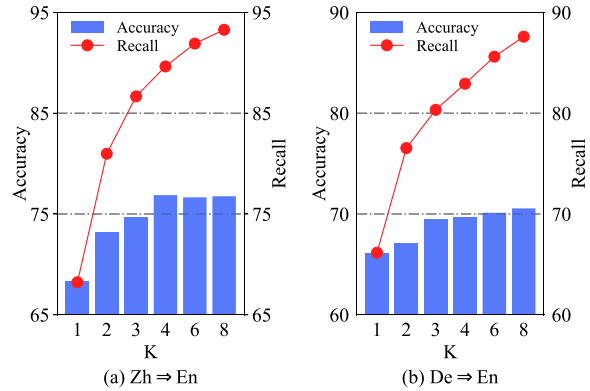 95
85
75
65
Accuracy
Accuracy
Recall
95
85
75
65
Recall
1 2 3 4 6 8
K
(a) Zh ⇒ En
90
80
70
60
Accuracy
Accuracy
Recall
90
80
70
60
Recall
1 2 3 4 6 8
K
(b) De ⇒ En